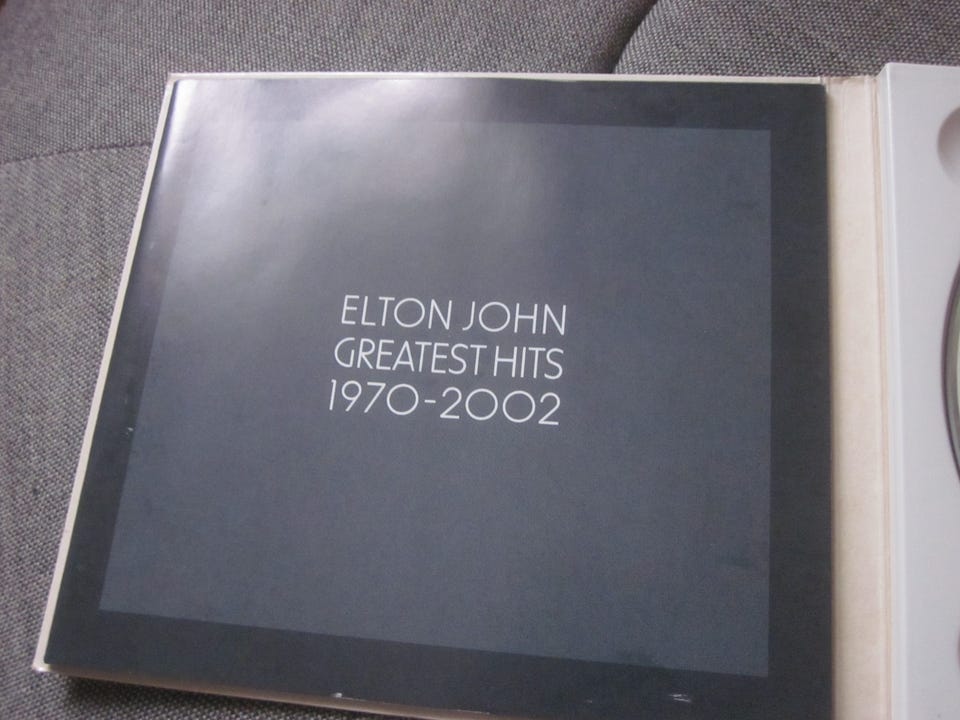 ELTON JOHN
GREATEST HITS
1970-2002